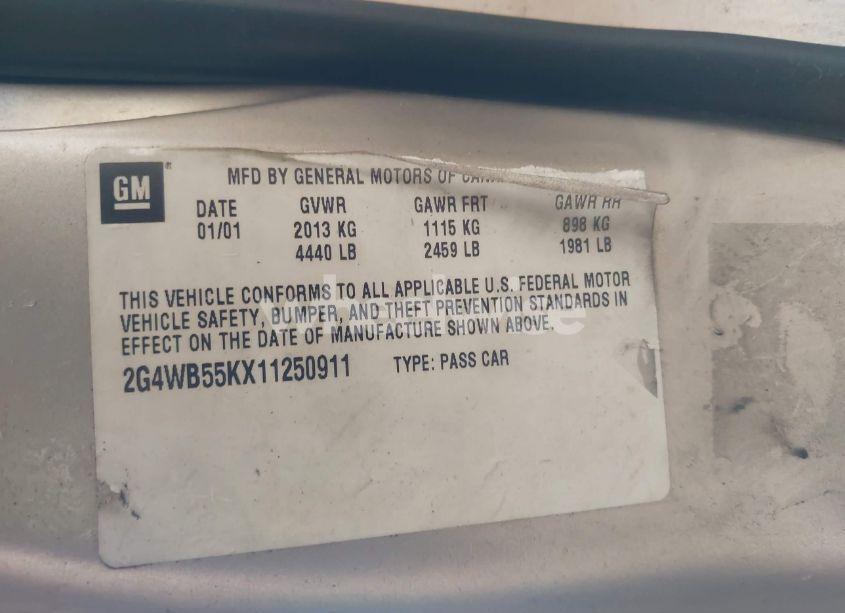 GM
MFD BY GENERAL MOTORS OF
DATE GVWR GAWR FRT GAWR RR
01/01 2013 KG 1115 KG 898 KG
4440 LB 2459 LB 1981 LB
THIS VEHICLE CONFORMS TO ALL APPLICABLE U.S. FEDERAL MOTOR
VEHICLE SAFETY, BUMPER, AND THEFT PREVENTION STANDARDS IN
EFFECT ON THE DATE OF MANUFACTURE SHOWN ABOVE.
2G4WB55KX11250911 TYPE: PASS CAR